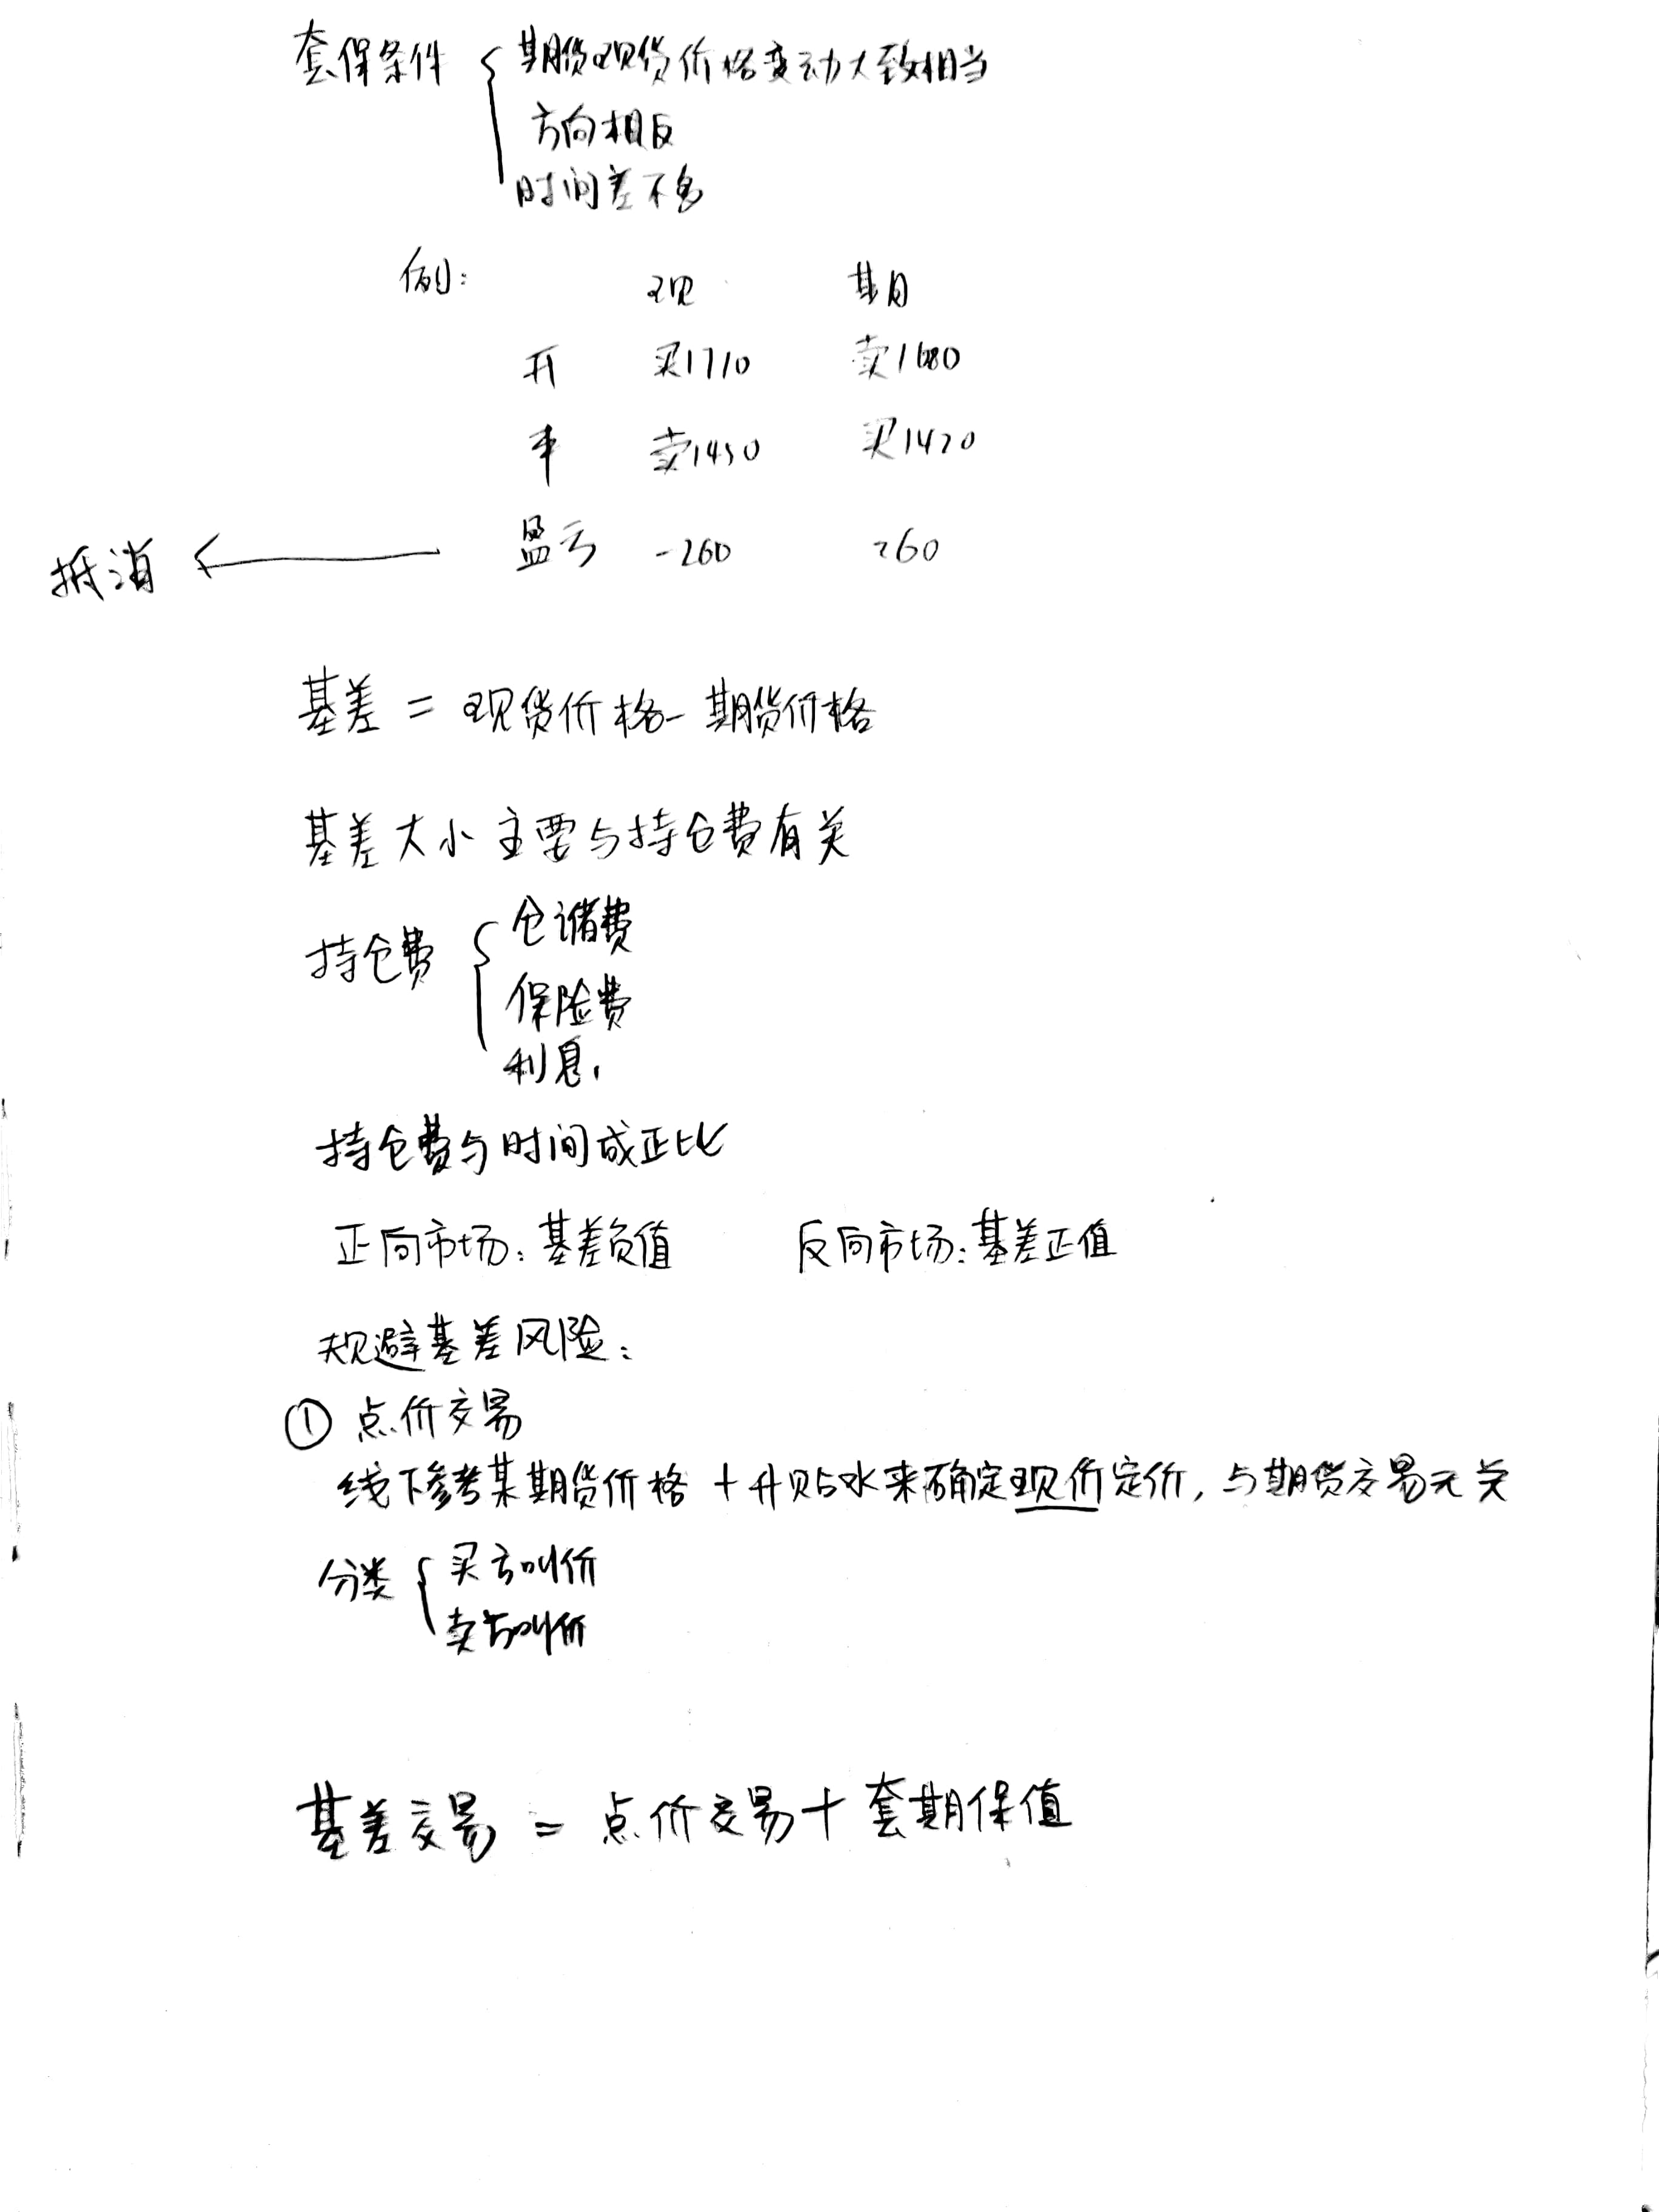 套保条件 { 期货现货价格变动大致相当
方向相反
时间差不多
例:
现 期
开 买1710 卖1680
平 卖1450 买1420
抵消 ← 盈亏 -260 260
基差 = 现货价格 - 期货价格
基差大小主要与持仓费有关
持仓费 { 仓储费
保险费
利息
持仓费与时间成正比
正向市场: 基差负值 反向市场: 基差正值
规避基差风险:
① 点价交易
线下参考某期货价格 + 升贴水来确定现价定价, 与期货交易无关
分类 { 买方叫价
卖方叫价
基差交易 = 点价交易 + 套期保值